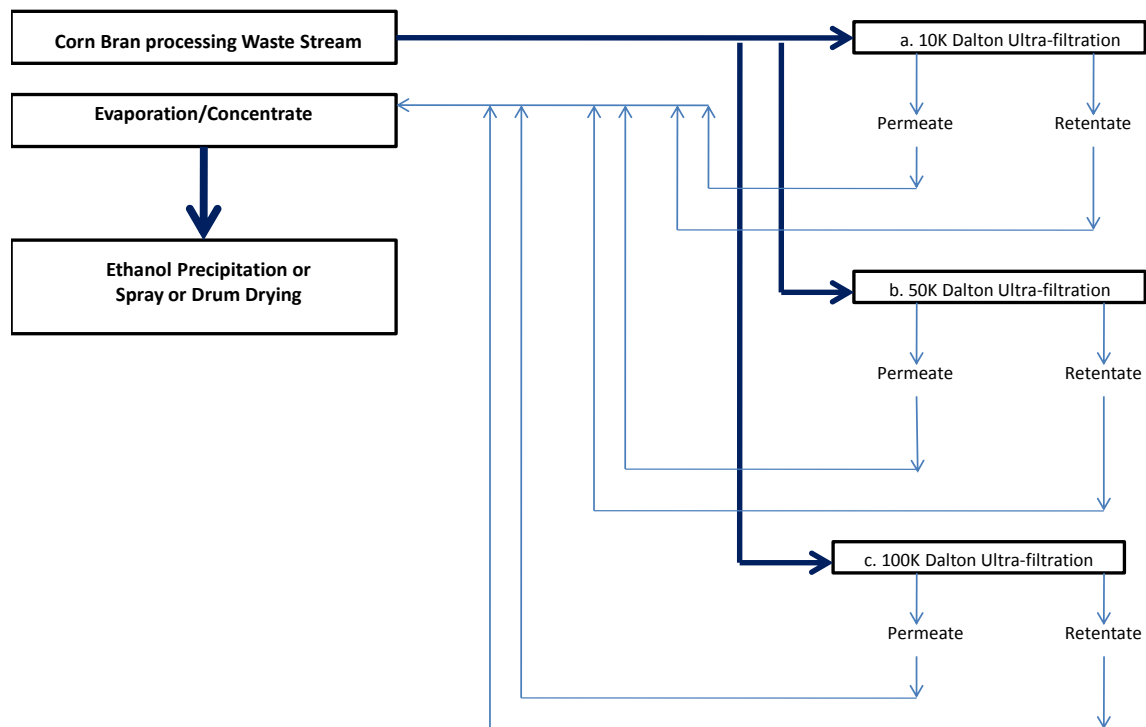 Corn Bran processing Waste Stream
a. 10K Dalton Ultra-filtration
Evaporation/Concentrate
Permeate
Retentate
Ethanol Precipitation or
Spray or Drum Drying
b. 50K Dalton Ultra-filtration
Permeate
Retentate
c. 100K Dalton Ultra-filtration
Permeate
Retentate